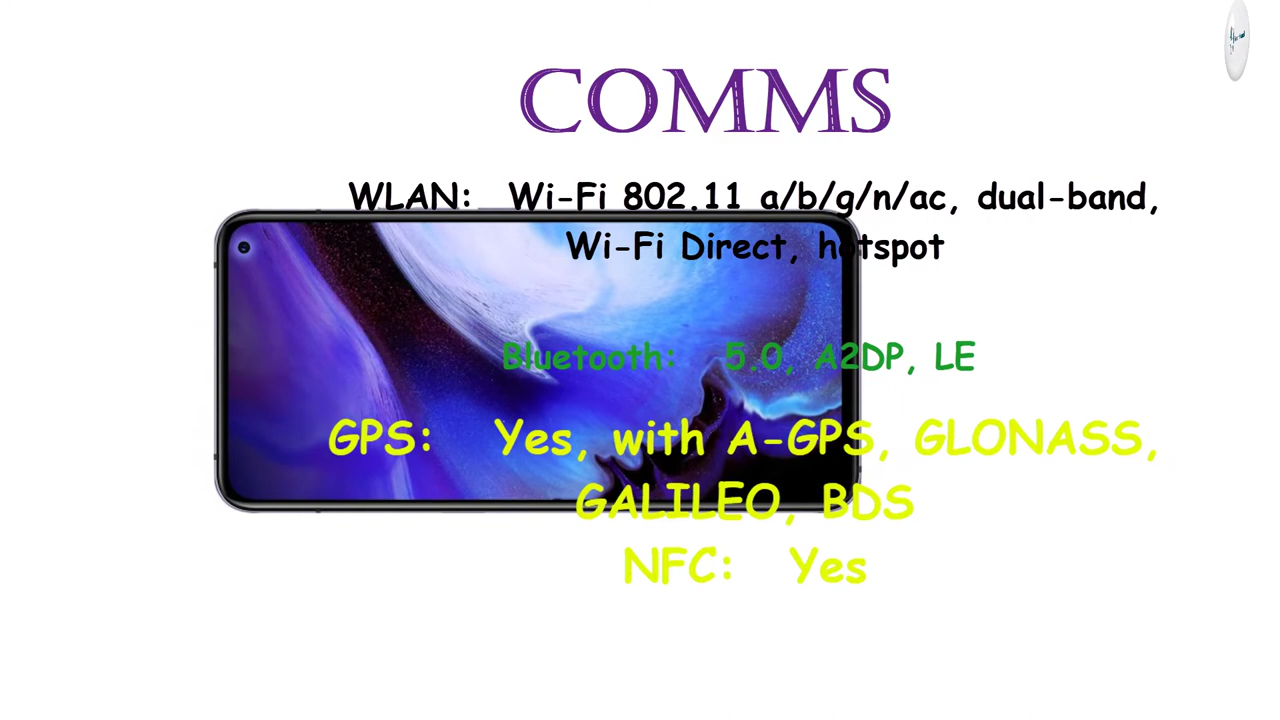 COMMS
WLAN: Wi-Fi 802.11 a/b/g/n/ac, dual-band,
Wi-Fi Direct, hotspot
Bluetooth: 5.0, A2DP, LE
GPS: Yes, with A-GPS, GLONASS,
GALILEO, BDS
NFC: Yes